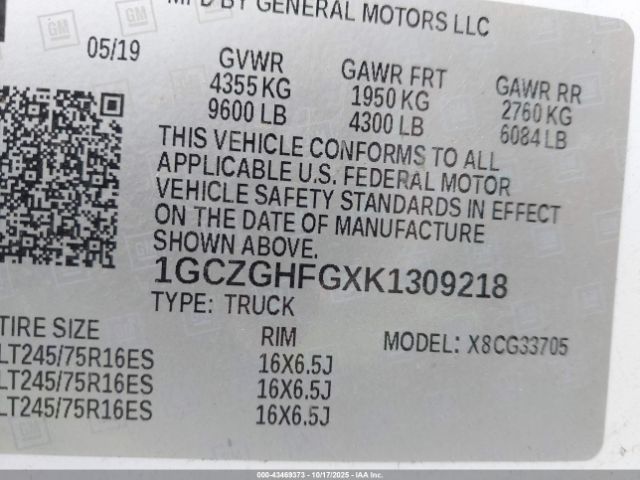 MFD BY GENERAL MOTORS LLC
05/19
GVWR
4355 KG
9600 LB
GAWR FRT
1950 KG
4300 LB
GAWR RR
2760 KG
6084 LB
THIS VEHICLE CONFORMS TO ALL
APPLICABLE U.S. FEDERAL MOTOR
VEHICLE SAFETY STANDARDS IN EFFECT
ON THE DATE OF MANUFACTURE
SHOWN ABOVE.
1GCZGHFGXK1309218
TYPE: TRUCK
MODEL: X8CG33705
TIRE SIZE RIM
LT245/75R16ES 16X6.5J
LT245/75R16ES 16X6.5J
LT245/75R16ES 16X6.5J
000-43469373 - 10/17/2025 - IAA, Inc.